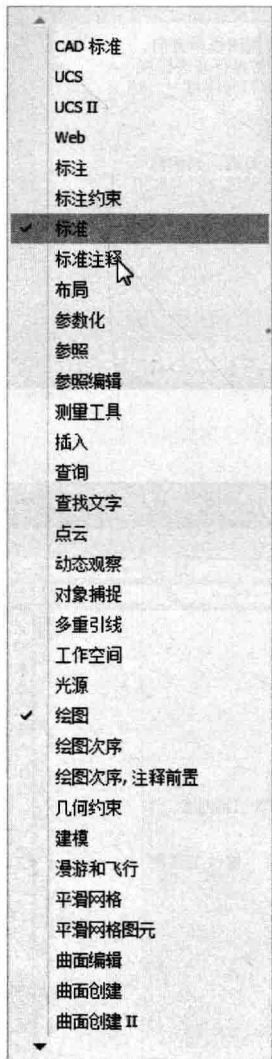 CAD 标准
UCS
UCS II
Web
标注
标注约束
标准
标准注释
布局
参数化
参照
参照编辑
测量工具
插入
查询
查找文字
点云
动态观察
对象捕捉
多重引线
工作空间
光源
绘图
绘图次序
绘图次序, 注释前置
几何约束
建模
漫游和飞行
平滑网格
平滑网格图元
曲面编辑
曲面创建
曲面创建 II